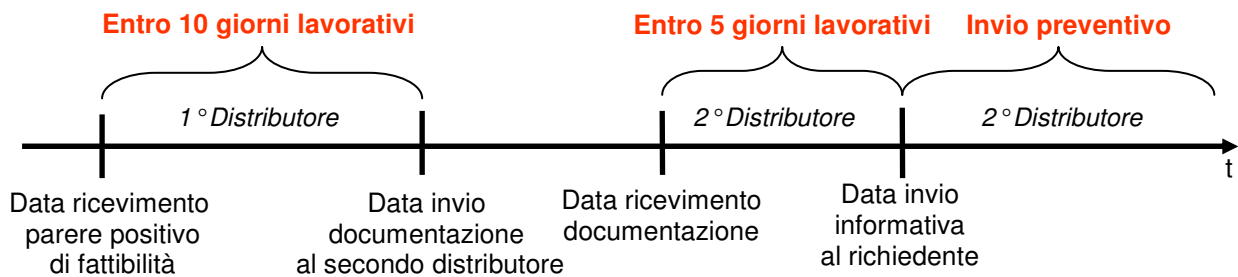 Entro 10 giorni lavorativi
Entro 5 giorni lavorativi
Invio preventivo
1° Distributore
2° Distributore
2° Distributore
t
Data ricevimento
parere positivo
di fattibilità
Data invio
documentazione
al secondo distributore
Data ricevimento
documentazione
Data invio
informativa
al richiedente